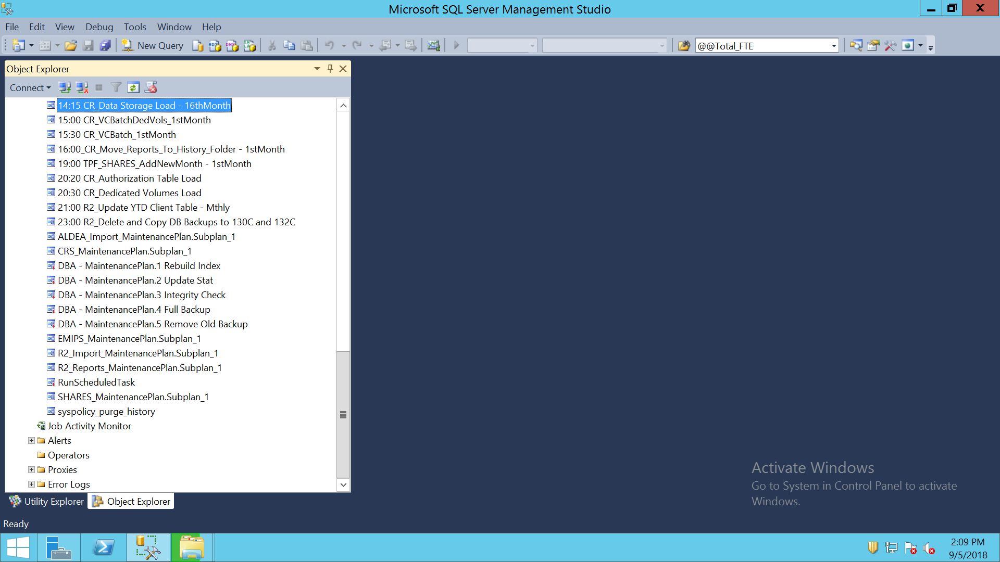 Microsoft SQL Server Management Studio
File Edit View Debug Tools Window Help
New Query MDX DMX XMLA @@Total_FTE
Object Explorer
Connect
14:15 CR_Data Storage Load - 16thMonth
15:00 CR_VCBatchDedVols_1stMonth
15:30 CR_VCBatch_1stMonth
16:00_CR_Move_Reports_To_History_Folder - 1stMonth
19:00 TPF_SHARES_AddNewMonth - 1stMonth
20:20 CR_Authorization Table Load
20:30 CR_Dedicated Volumes Load
21:00 R2_Update YTD Client Table - Mthly
23:00 R2_Delete and Copy DB Backups to 130C and 132C
ALDEA_Import_MaintenancePlan.Subplan_1
CRS_MaintenancePlan.Subplan_1
DBA - MaintenancePlan.1 Rebuild Index
DBA - MaintenancePlan.2 Update Stat
DBA - MaintenancePlan.3 Integrity Check
DBA - MaintenancePlan.4 Full Backup
DBA - MaintenancePlan.5 Remove Old Backup
EMIPS_MaintenancePlan.Subplan_1
R2_Import_MaintenancePlan.Subplan_1
R2_Reports_MaintenancePlan.Subplan_1
RunScheduledTask
SHARES_MaintenancePlan.Subplan_1
syspolicy_purge_history
Job Activity Monitor
Alerts
Operators
Proxies
Error Logs
Utility Explorer Object Explorer
Activate Windows
Go to System in Control Panel to activate
Windows.
Ready
2:09 PM
9/5/2018